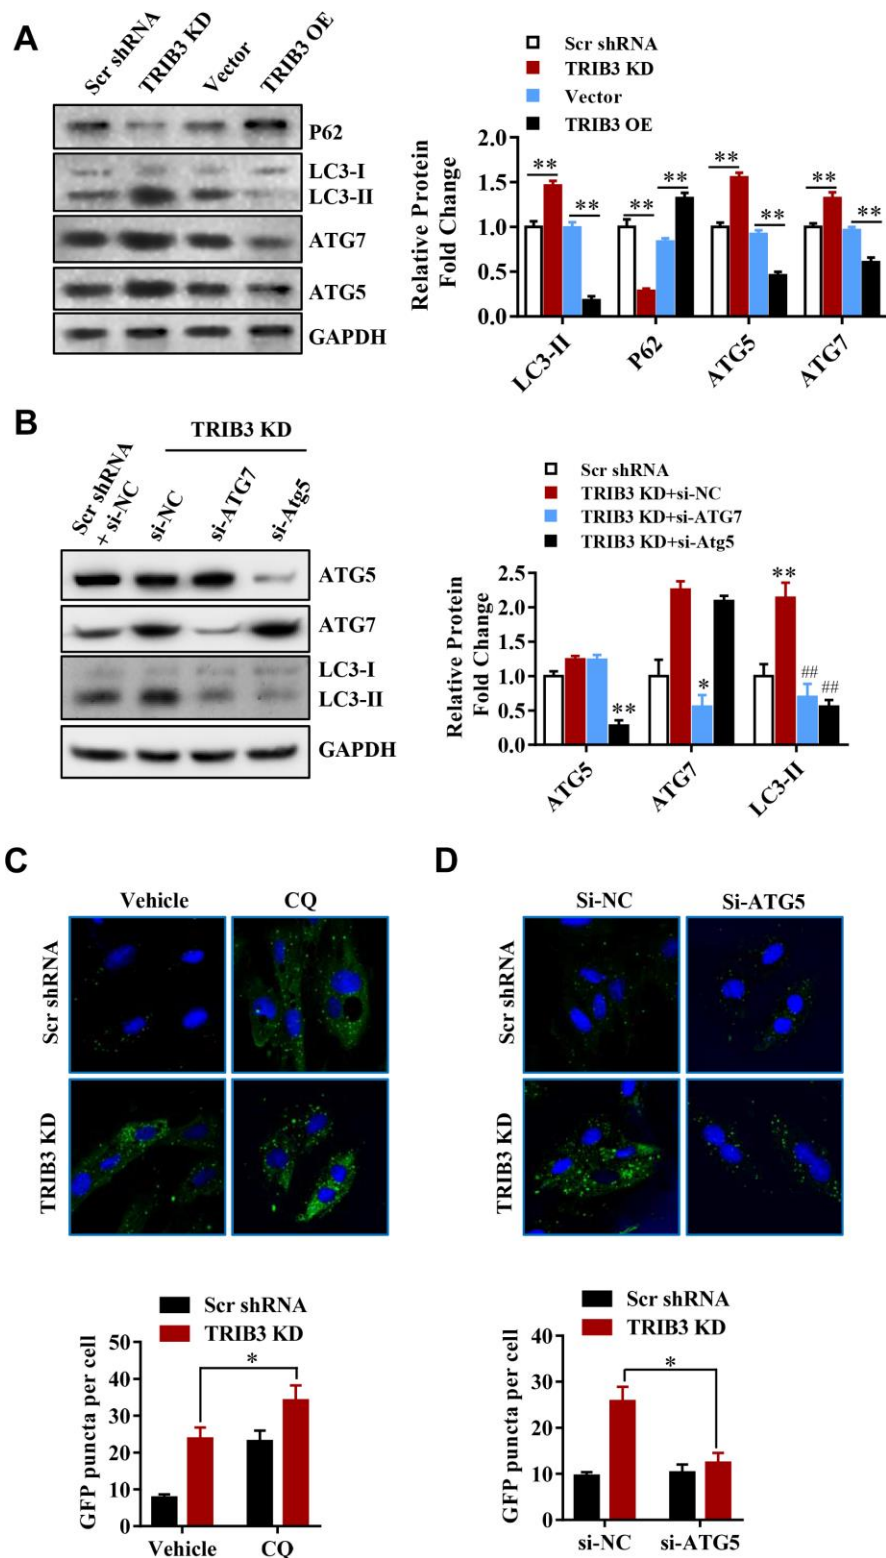 A
Scr shRNA
TRIB3 KD
Vector
TRIB3 OE
P62
LC3-I
LC3-II
ATG7
ATG5
GAPDH
Scr shRNA
TRIB3 KD
Vector
TRIB3 OE
Relative Protein
Fold Change
2.0
1.5
1.0
0.5
0.0
** ** ** ** ** ** ** **
LC3-II P62 ATG5 ATG7
B
TRIB3 KD
Scr shRNA
+ si-NC
si-NC
si-ATG7
si-Atg5
ATG5
ATG7
LC3-I
LC3-II
GAPDH
Scr shRNA
TRIB3 KD+si-NC
TRIB3 KD+si-ATG7
TRIB3 KD+si-Atg5
Relative Protein
Fold Change
2.5
2.0
1.5
1.0
0.5
0.0
** * ** ## ##
ATG5 ATG7 LC3-II
C
Vehicle CQ
Scr shRNA
TRIB3 KD
Scr shRNA
TRIB3 KD
GFP puncta per cell
50
40
30
20
10
0
*
Vehicle CQ
D
Si-NC Si-ATG5
Scr shRNA
TRIB3 KD
Scr shRNA
TRIB3 KD
GFP puncta per cell
40
30
20
10
0
*
si-NC si-ATG5